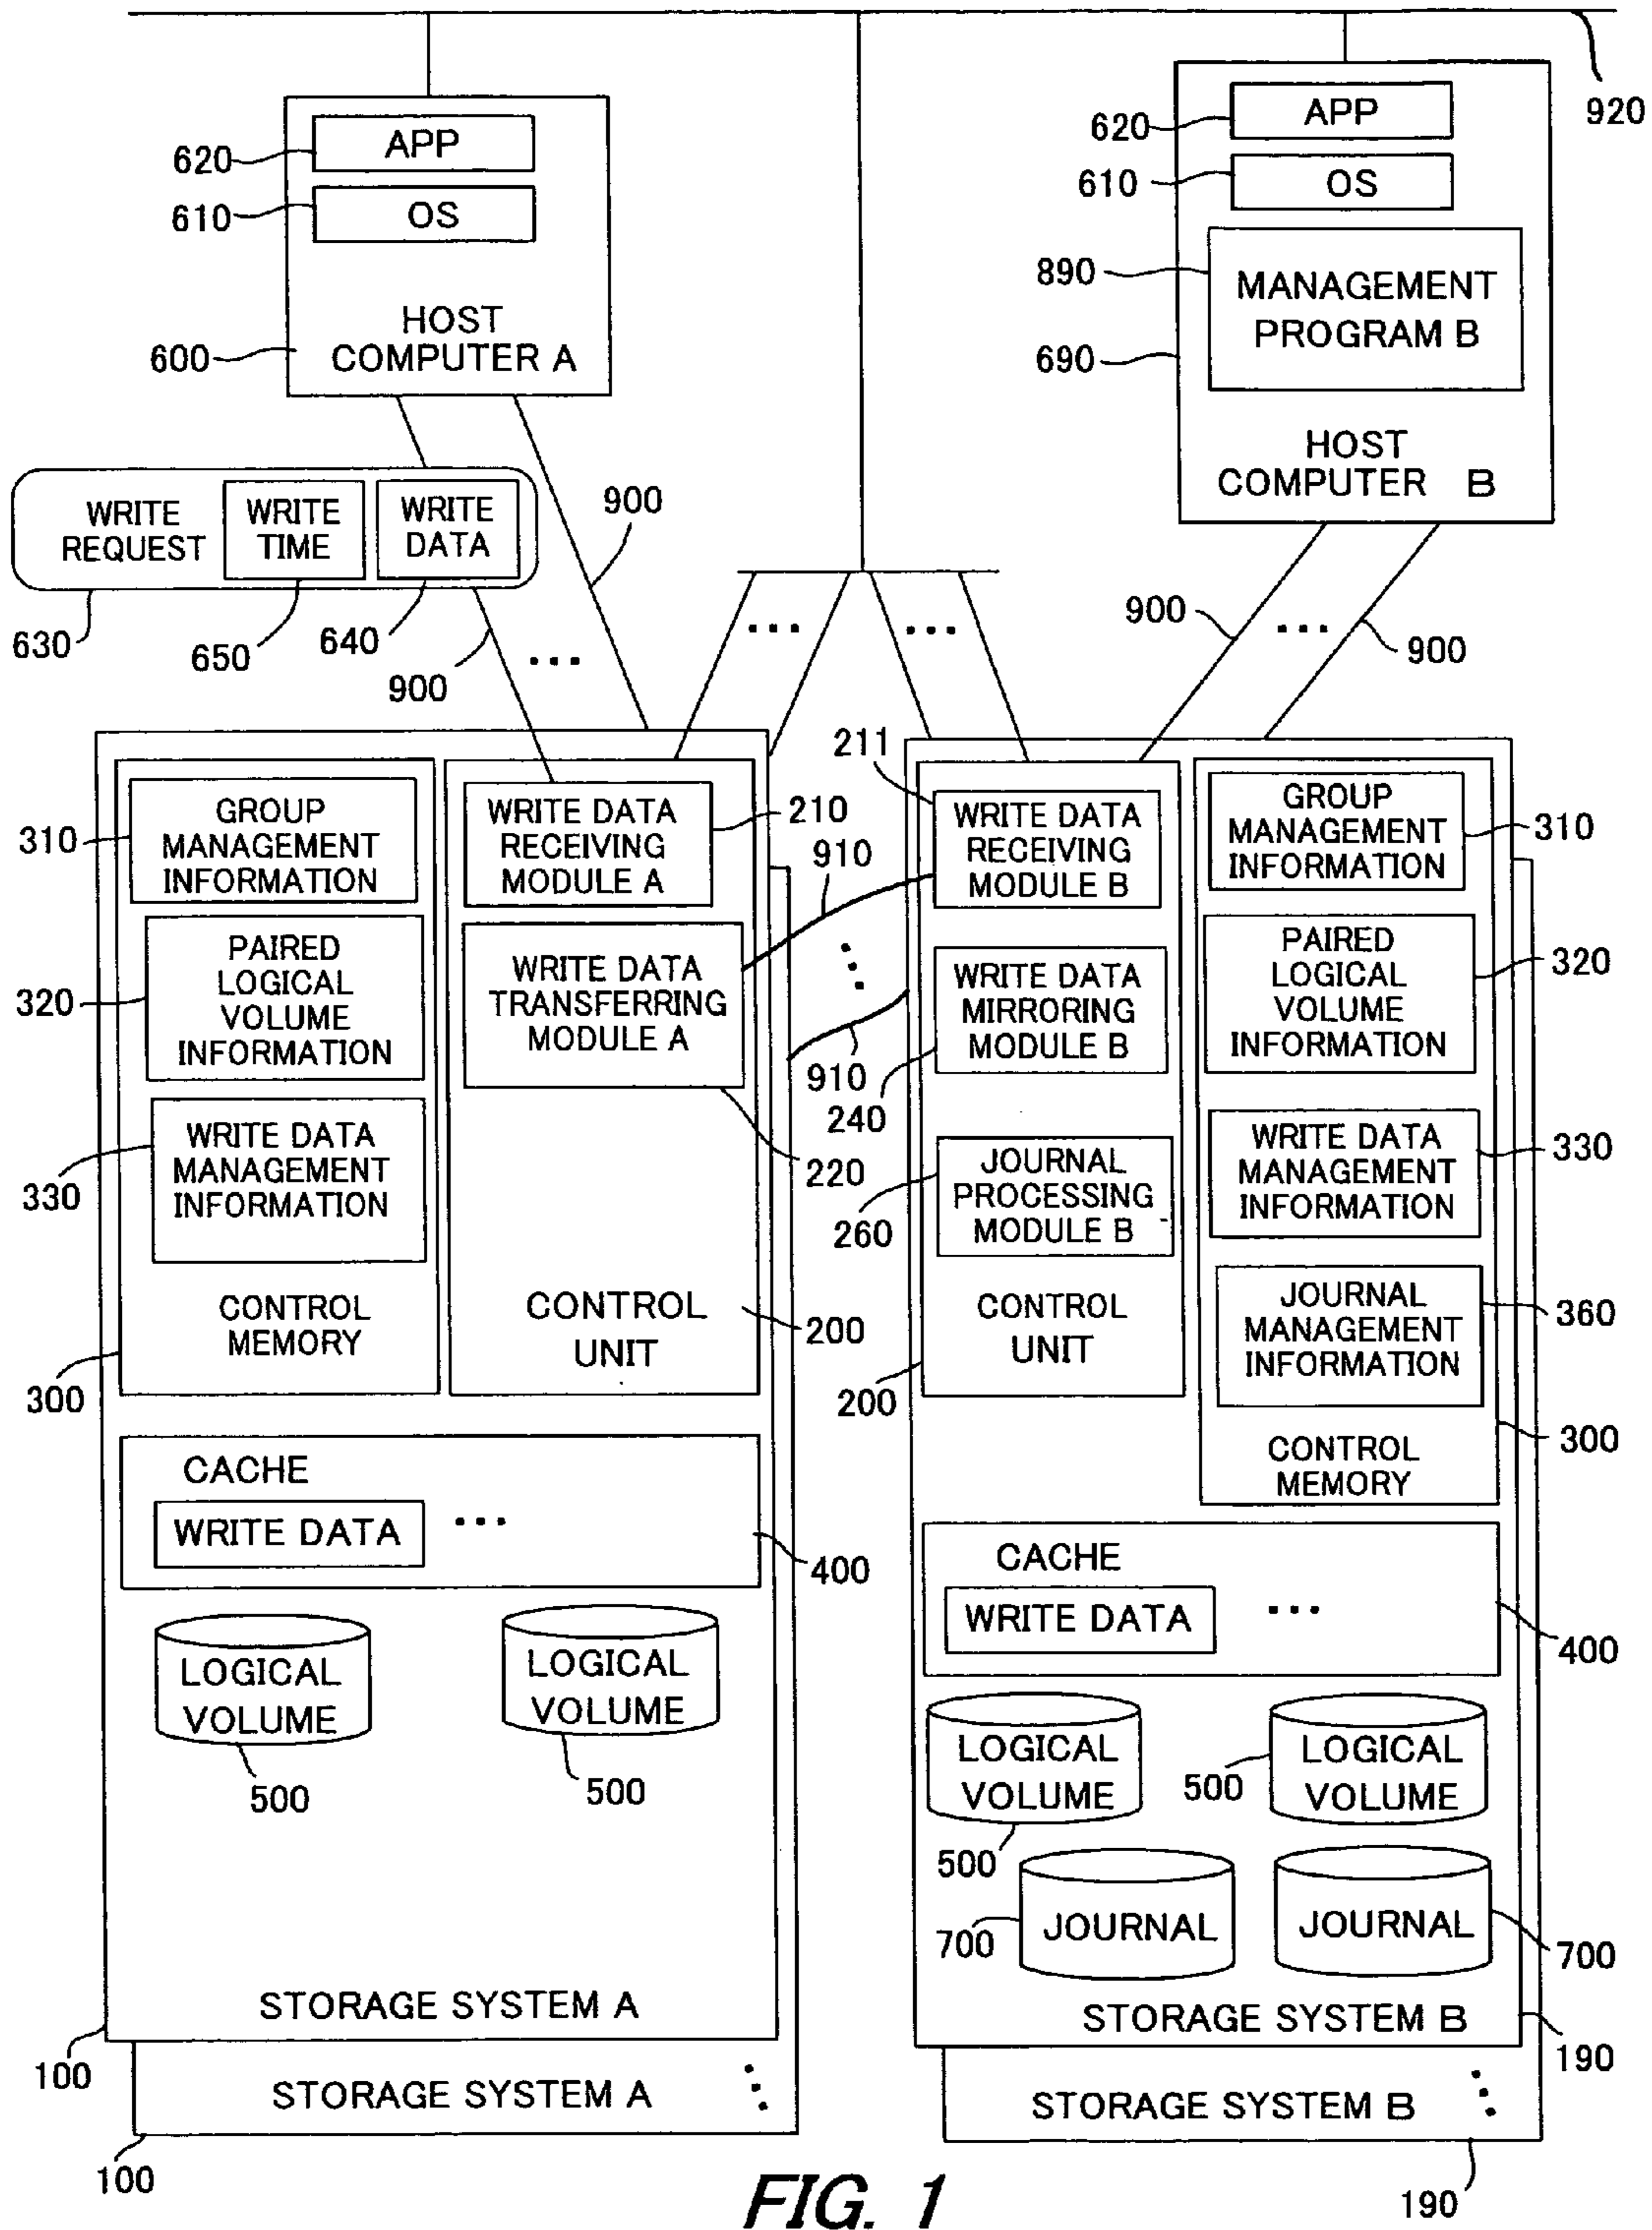 920
APP
620
OS
610
HOST
COMPUTER A
600
APP
620
OS
610
MANAGEMENT
PROGRAM B
890
690
HOST
COMPUTER B
WRITE
REQUEST
WRITE
TIME
WRITE
DATA
630
650
640
900
900
900
900
GROUP
MANAGEMENT
INFORMATION
310
PAIRED
LOGICAL
VOLUME
INFORMATION
320
WRITE DATA
MANAGEMENT
INFORMATION
330
CONTROL
MEMORY
300
WRITE DATA
RECEIVING
MODULE A
210
WRITE DATA
TRANSFERRING
MODULE A
220
CONTROL
UNIT
200
910
910
211
WRITE DATA
RECEIVING
MODULE B
WRITE DATA
MIRRORING
MODULE B
240
JOURNAL
PROCESSING
MODULE B
260
CONTROL
UNIT
200
GROUP
MANAGEMENT
INFORMATION
310
PAIRED
LOGICAL
VOLUME
INFORMATION
320
WRITE DATA
MANAGEMENT
INFORMATION
330
JOURNAL
MANAGEMENT
INFORMATION
360
CONTROL
MEMORY
300
CACHE
WRITE DATA
...
400
LOGICAL
VOLUME
500
LOGICAL
VOLUME
500
STORAGE SYSTEM A
100
STORAGE SYSTEM A
100
CACHE
WRITE DATA
...
400
LOGICAL
VOLUME
500
LOGICAL
VOLUME
500
JOURNAL
700
JOURNAL
700
STORAGE SYSTEM B
190
STORAGE SYSTEM B
190
FIG. 1